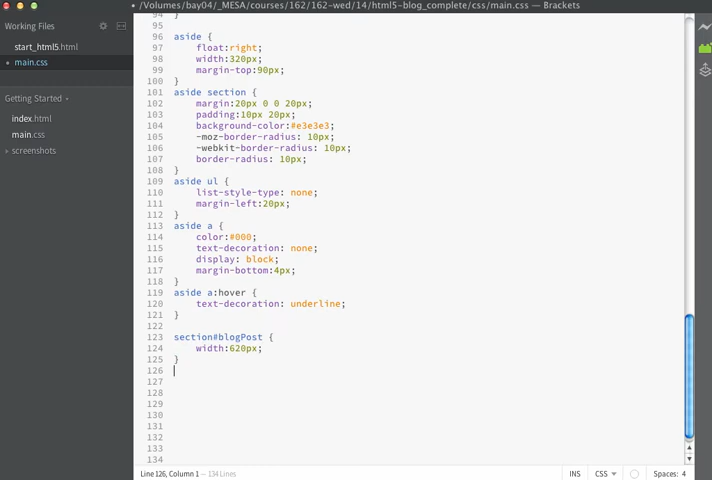 • /Volumes/bay04/_MESA/courses/162/162-wed/14/html5-blog_complete/css/main.css — Brackets
Working Files
start_html5.html
• main.css
Getting Started
index.html
main.css
screenshots
94 }
95
96 aside {
97 float:right;
98 width:320px;
99 margin-top:90px;
100 }
101 aside section {
102 margin:20px 0 0 20px;
103 padding:10px 20px;
104 background-color:#e3e3e3;
105 -moz-border-radius: 10px;
106 -webkit-border-radius: 10px;
107 border-radius: 10px;
108 }
109 aside ul {
110 list-style-type: none;
111 margin-left:20px;
112 }
113 aside a {
114 color:#000;
115 text-decoration: none;
116 display: block;
117 margin-bottom:4px;
118 }
119 aside a:hover {
120 text-decoration: underline;
121 }
122
123 section#blogPost {
124 width:620px;
125 }
126
127
128
129
130
131
132
133
134
Line 126, Column 1 — 134 Lines
INS
CSS
Spaces: 4